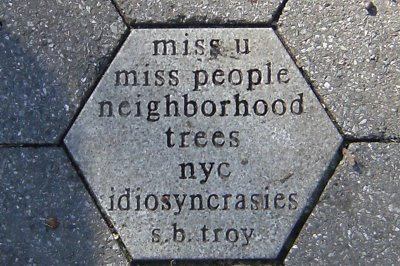 miss u
miss people
neighborhood
trees
nyc
idiosyncrasies
s.b. troy